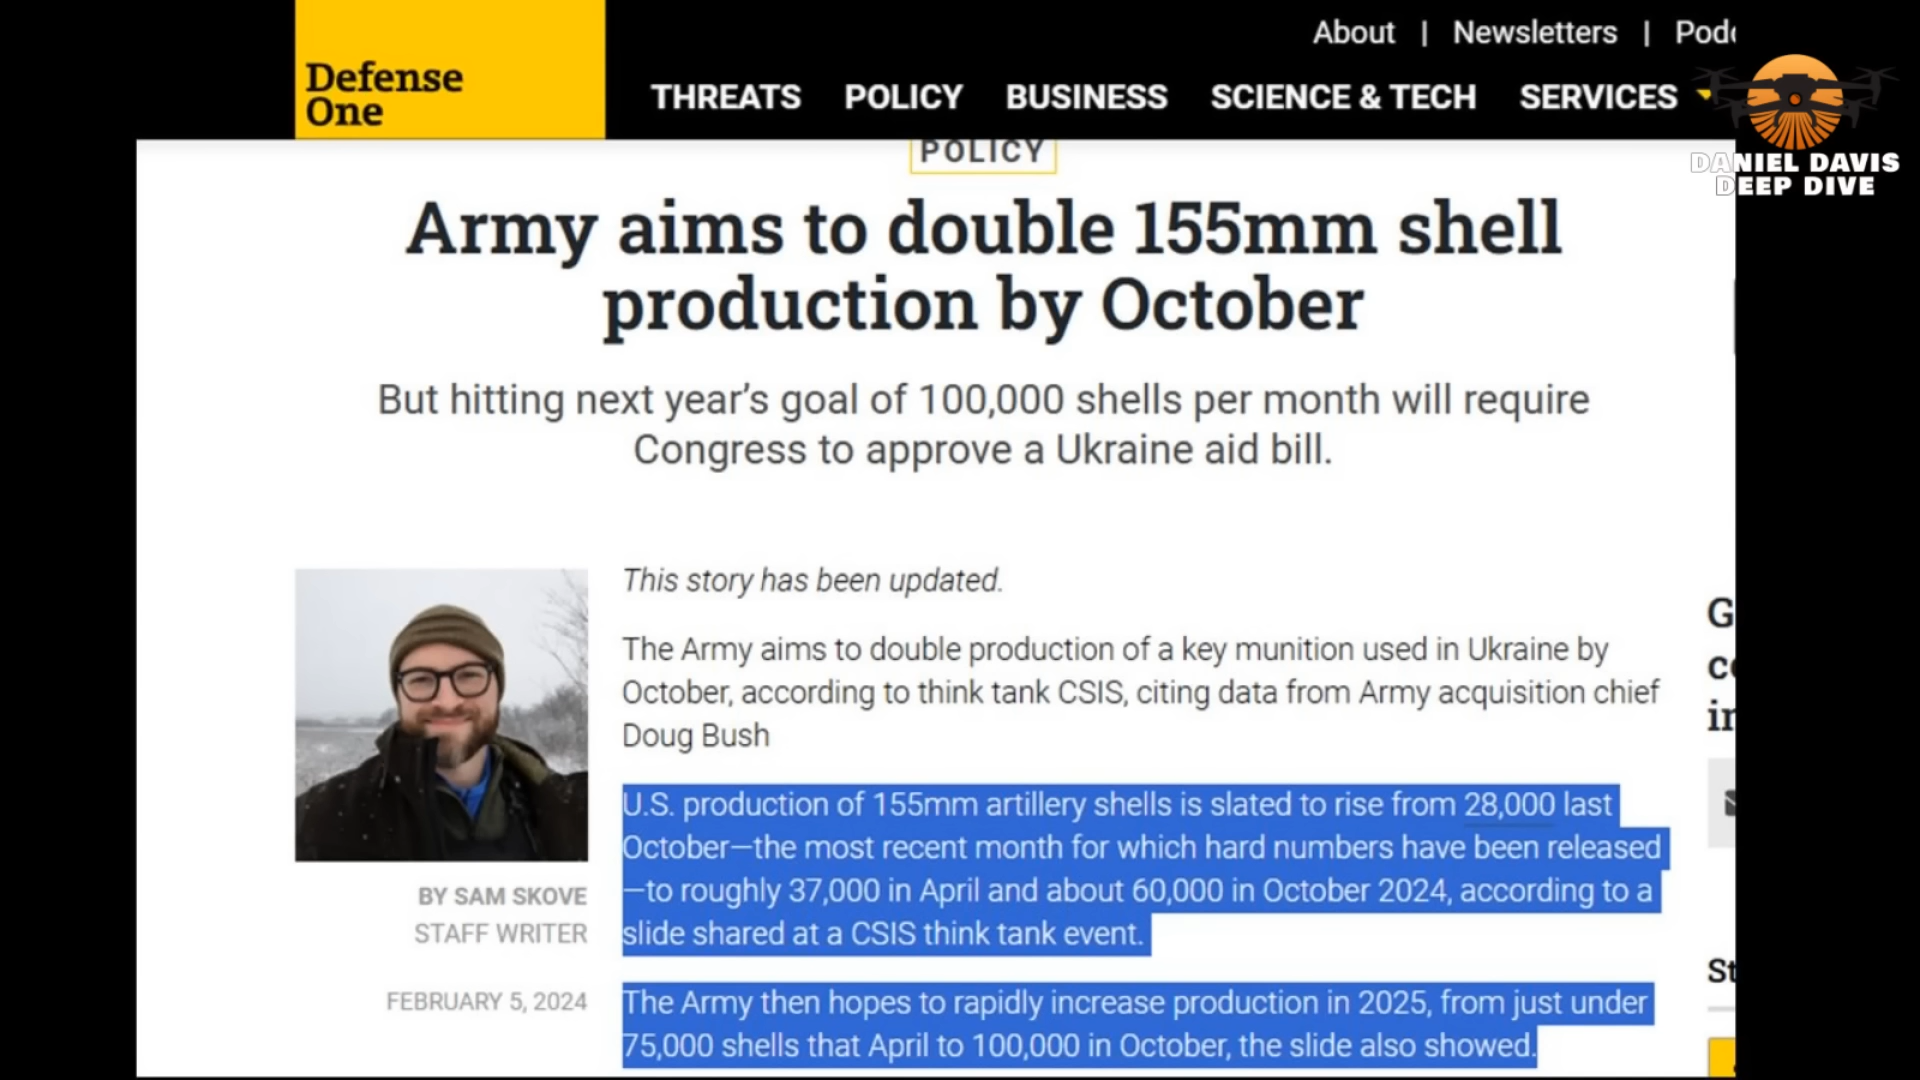 About | Newsletters |
Defense
One
THREATS POLICY BUSINESS SCIENCE & TECH SERVICES
DANIEL DAVIS
DEEP DIVE
POLICY
Army aims to double 155mm shell
production by October
But hitting next year's goal of 100,000 shells per month will require
Congress to approve a Ukraine aid bill.
This story has been updated.
The Army aims to double production of a key munition used in Ukraine by
October, according to think tank CSIS, citing data from Army acquisition chief
Doug Bush
U.S. production of 155mm artillery shells is slated to rise from 28,000 last
October—the most recent month for which hard numbers have been released
—to roughly 37,000 in April and about 60,000 in October 2024, according to a
slide shared at a CSIS think tank event.
The Army then hopes to rapidly increase production in 2025, from just under
75,000 shells that April to 100,000 in October, the slide also showed.
BY SAM SKOVE
STAFF WRITER
FEBRUARY 5, 2024